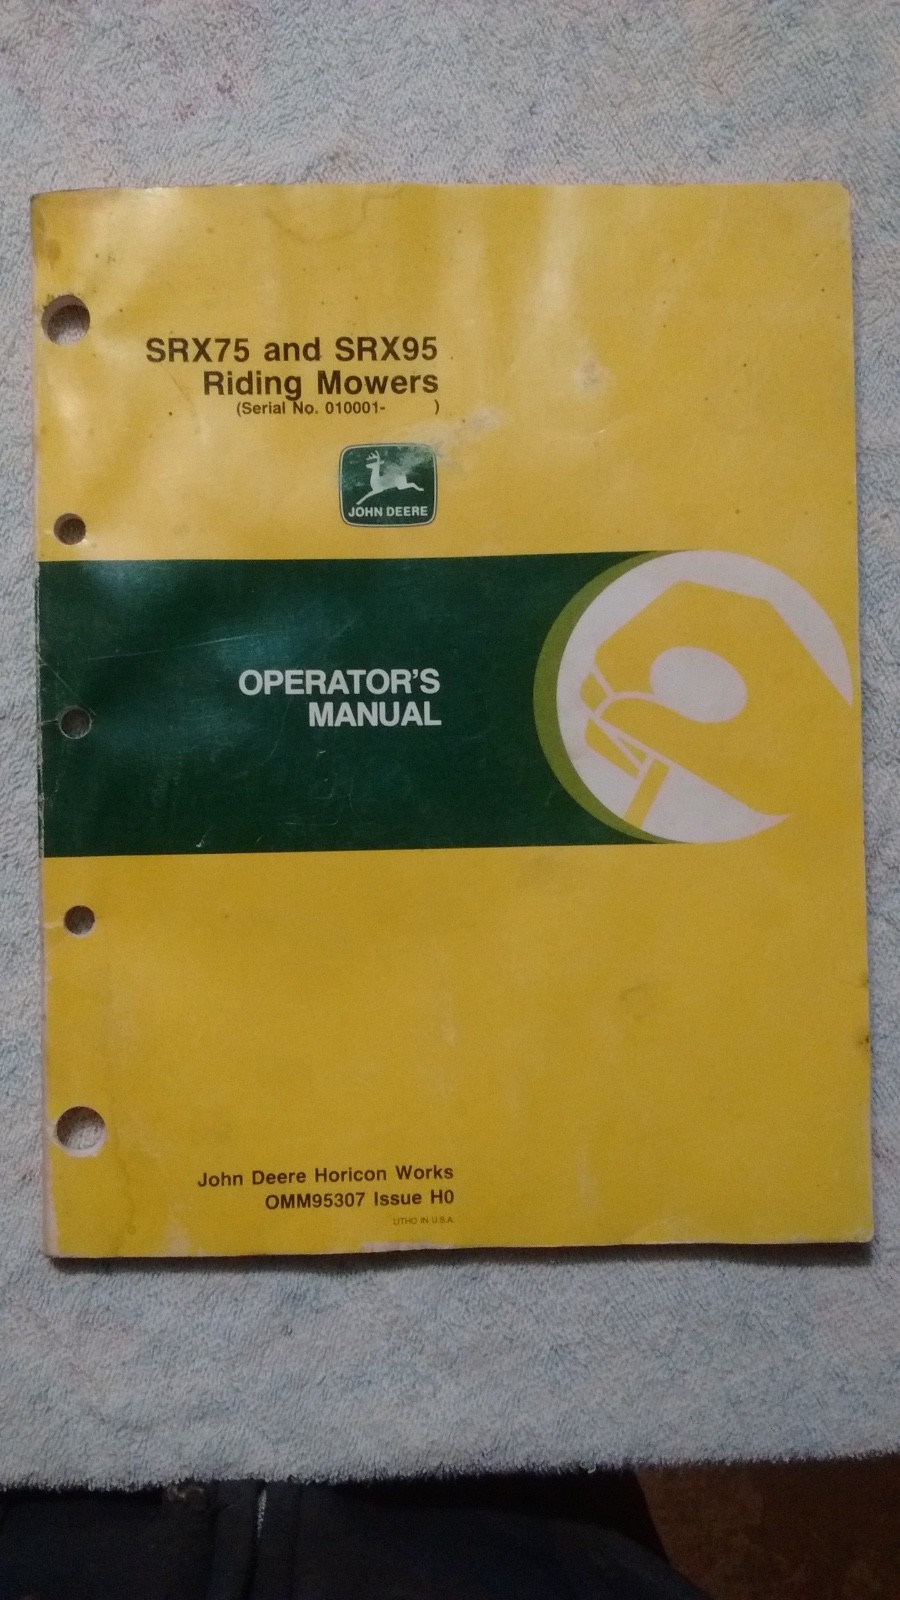 SRX75 and SRX95
Riding Mowers
(Serial No. 010001- )
JOHN DEERE
OPERATOR'S
MANUAL
John Deere Horicon Works
OMM95307 Issue H0
LITHO IN U.S.A.